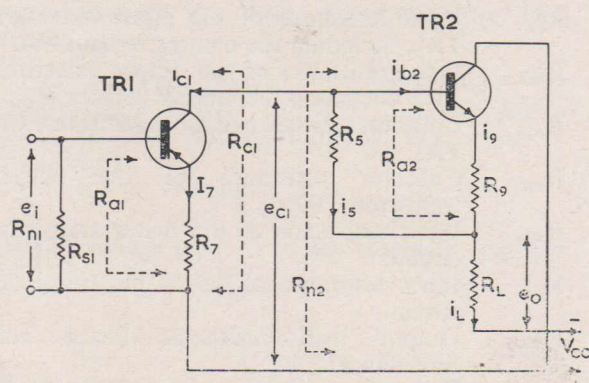 TR2
TR1
Ic1
ib2
i9
Rc1
R5
Ra2
ei
Rn1
Ra1
I7
ec1
i5
R9
Rs1
R7
Rn2
RL
eo
iL
−
Vcc